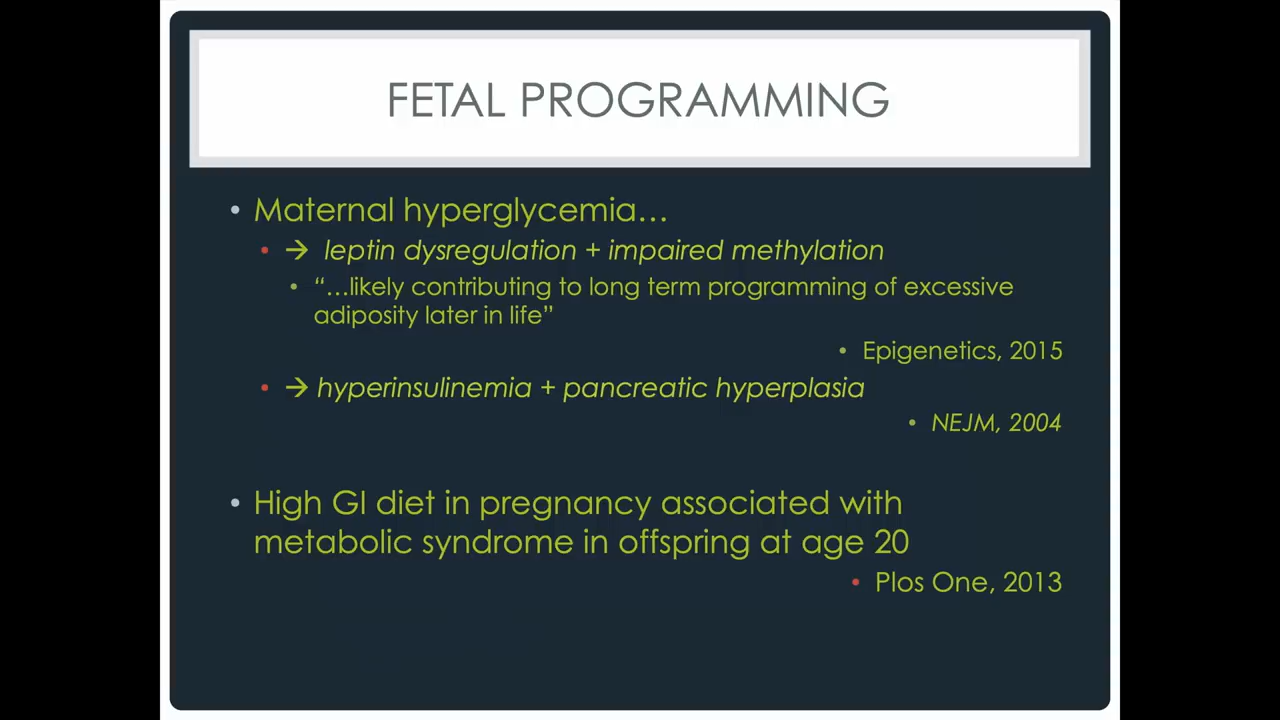 FETAL PROGRAMMING
• Maternal hyperglycemia…
• → leptin dysregulation + impaired methylation
• “…likely contributing to long term programming of excessive
adiposity later in life”
• Epigenetics, 2015
• → hyperinsulinemia + pancreatic hyperplasia
• NEJM, 2004
• High GI diet in pregnancy associated with
metabolic syndrome in offspring at age 20
• Plos One, 2013